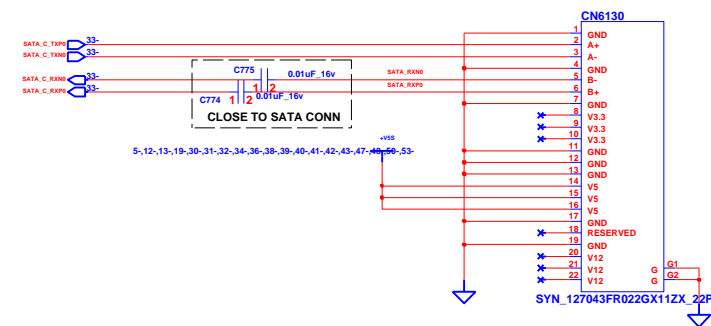 CN6130
1 GND
SATA_C_TXP0 33- 2 A+
SATA_C_TXN0 33- 3 A-
4 GND
SATA_C_RXN0 33- C775 1 2 0.01uF_16v SATA_RXN0 5 B-
SATA_C_RXP0 33- C774 1 2 0.01uF_16v SATA_RXP0 6 B+
7 GND
CLOSE TO SATA CONN
8 V3.3
9 V3.3
10 V3.3
+V5S
5-,12-,13-,19-,30-,31-,32-,34-,36-,38-,39-,40-,41-,42-,43-,47-,48-,50-,53-
11 GND
12 GND
13 GND
14 V5
15 V5
16 V5
17 GND
18 RESERVED
19 GND
20 V12
21 V12 G G1
22 V12 G G2
SYN_127043FR022GX11ZX_22P